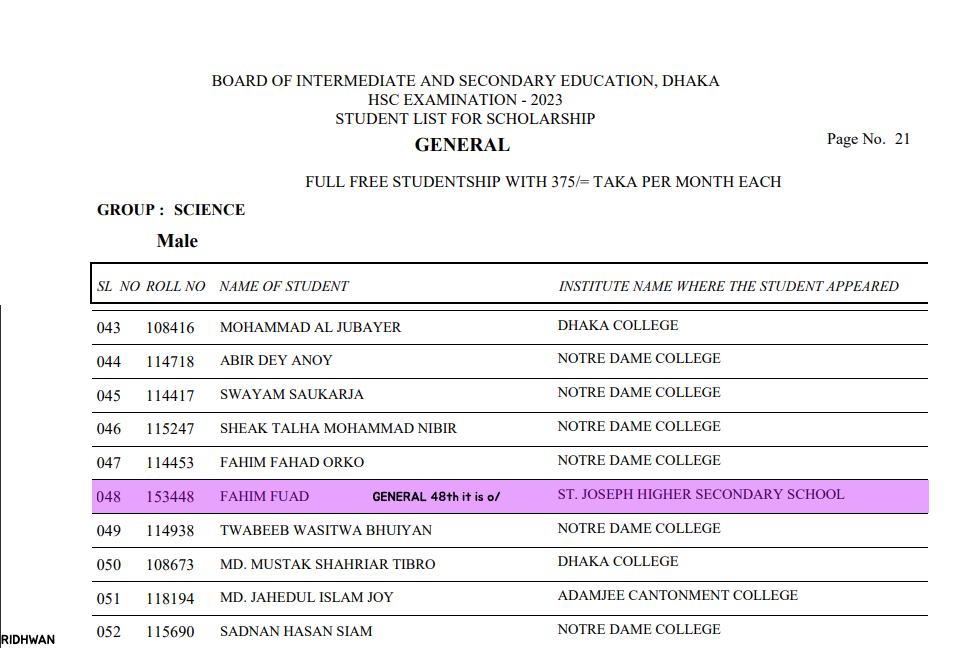 BOARD OF INTERMEDIATE AND SECONDARY EDUCATION, DHAKA
HSC EXAMINATION - 2023
STUDENT LIST FOR SCHOLARSHIP
GENERAL
Page No. 21
FULL FREE STUDENTSHIP WITH 375/= TAKA PER MONTH EACH
GROUP : SCIENCE
Male
SL NO ROLL NO NAME OF STUDENT INSTITUTE NAME WHERE THE STUDENT APPEARED
043 108416 MOHAMMAD AL JUBAYER DHAKA COLLEGE
044 114718 ABIR DEY ANOY NOTRE DAME COLLEGE
045 114417 SWAYAM SAUKARJA NOTRE DAME COLLEGE
046 115247 SHEAK TALHA MOHAMMAD NIBIR NOTRE DAME COLLEGE
047 114453 FAHIM FAHAD ORKO NOTRE DAME COLLEGE
048 153448 FAHIM FUAD GENERAL 48th it is o/ ST. JOSEPH HIGHER SECONDARY SCHOOL
049 114938 TWABEEB WASITWA BHUIYAN NOTRE DAME COLLEGE
050 108673 MD. MUSTAK SHAHRIAR TIBRO DHAKA COLLEGE
051 118194 MD. JAHEDUL ISLAM JOY ADAMJEE CANTONMENT COLLEGE
052 115690 SADNAN HASAN SIAM NOTRE DAME COLLEGE
RIDHWAN